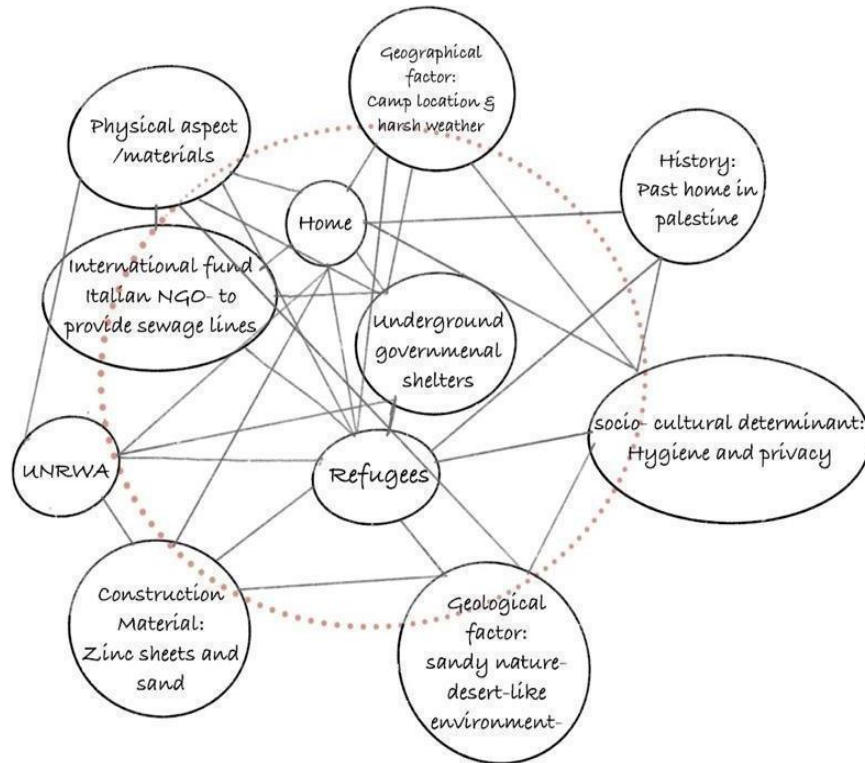 Geographical
factor:
Camp location &
harsh weather
Physical aspect
/materials
History:
Past home in
palestine
Home
International fund
Italian NGO- to
provide sewage lines
Underground
governmenal
shelters
socio- cultural determinant:
Hygiene and privacy
UNRWA
Refugees
Construction
Material:
Zinc sheets and
sand
Geological
factor:
sandy nature-
desert-like
environment-